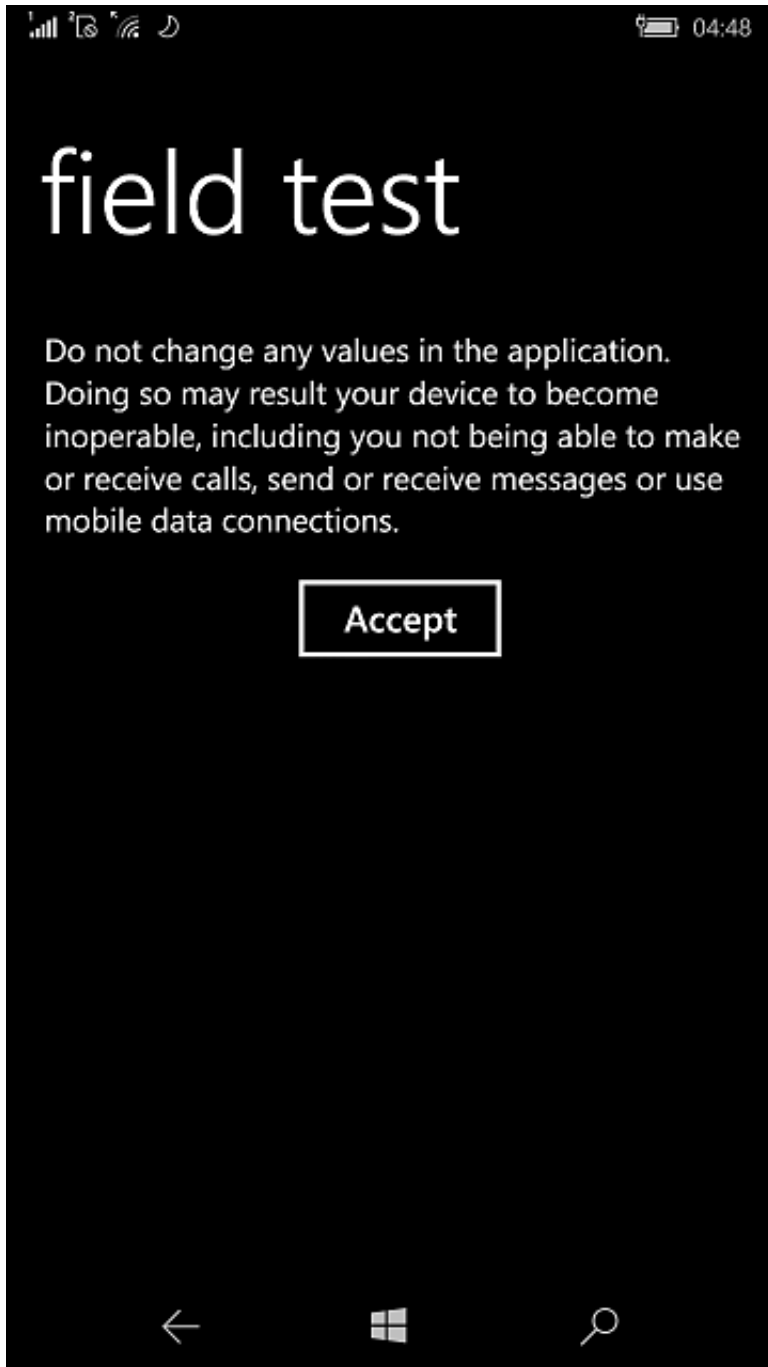 1 2 04:48
field test
Do not change any values in the application.
Doing so may result your device to become
inoperable, including you not being able to make
or receive calls, send or receive messages or use
mobile data connections.
Accept